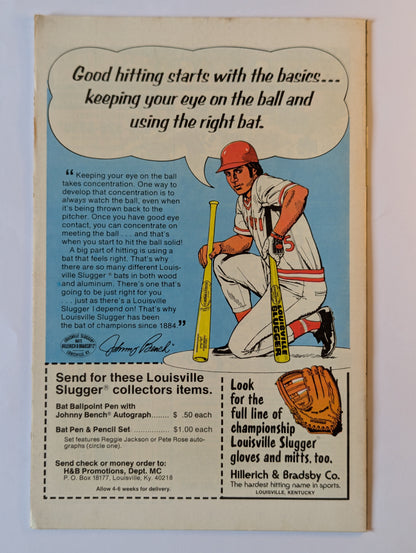 Good hitting starts with the basics...
keeping your eye on the ball and
using the right bat.
"Keeping your eye on the ball
takes concentration. One way to
develop that concentration is to
always watch the ball, even when
it's being thrown back to the
pitcher. Once you have good eye
contact, you can concentrate on
meeting the ball . . . and that's
when you start to hit the ball solid!
A big part of hitting is using a
bat that feels right. That's why
there are so many different Louis-
ville Slugger® bats in both wood
and aluminum. There's one that's
going to be just right for you
. . . just as there's a Louisville
Slugger I depend on! That's why
Louisville Slugger has been
the bat of champions since 1884."
Johnny Bench
HILLERICH & BRADSBY Cº
5
LOUISVILLE
SLUGGER
Send for these Louisville
Slugger® collectors items.
Bat Ballpoint Pen with
Johnny Bench® Autograph....... $ .50 each
Bat Pen & Pencil Set ............. $1.00 each
Set features Reggie Jackson or Pete Rose auto-
graphs (circle one).
Send check or money order to:
H&B Promotions, Dept. MC
P. O. Box 18177, Louisville, Ky. 40218
Allow 4-6 weeks for delivery.
Look
for the
full line of
championship
Louisville Slugger®
gloves and mitts, too.
Hillerich & Bradsby Co.
The hardest hitting name in sports.
LOUISVILLE, KENTUCKY